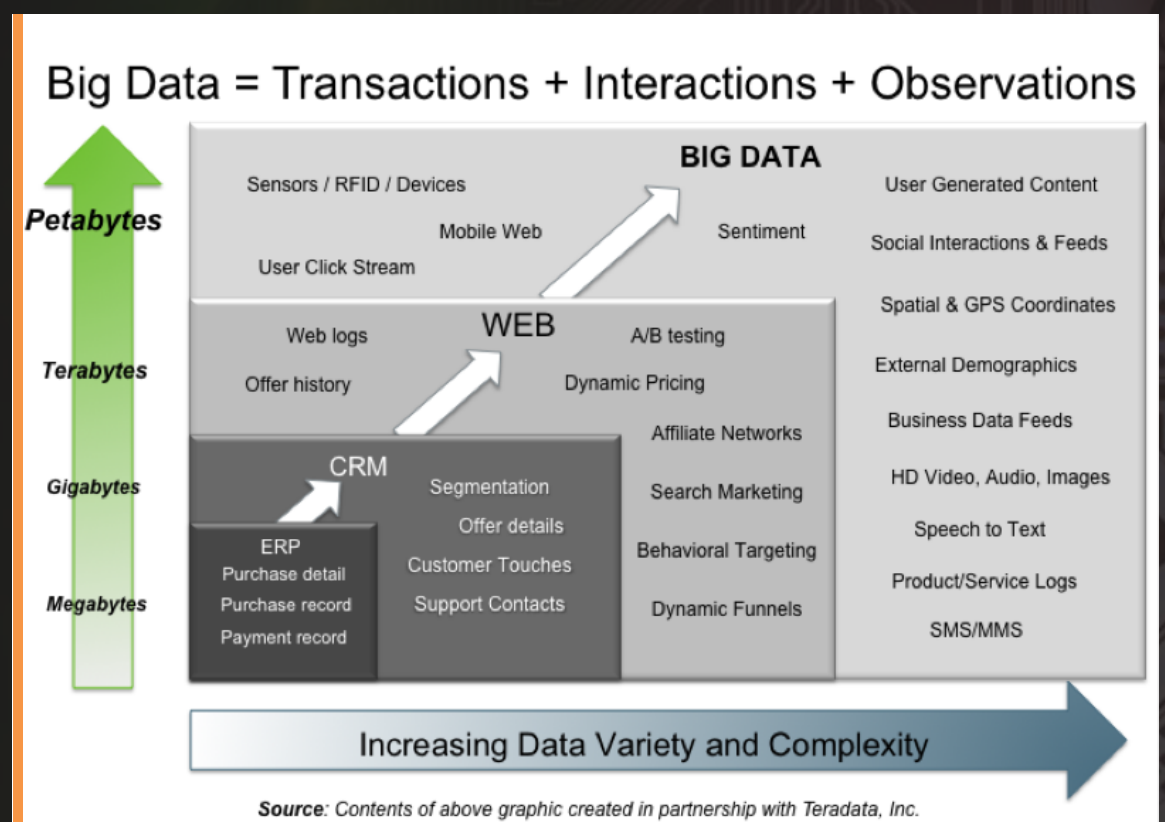 Big Data = Transactions + Interactions + Observations
BIG DATA
Sensors / RFID / Devices
User Generated Content
Petabytes
Mobile Web
Sentiment
Social Interactions & Feeds
User Click Stream
Spatial & GPS Coordinates
WEB
Web logs
A/B testing
External Demographics
Terabytes
Offer history
Dynamic Pricing
Business Data Feeds
Affiliate Networks
CRM
HD Video, Audio, Images
Gigabytes
Segmentation
Search Marketing
Offer details
Speech to Text
ERP
Behavioral Targeting
Customer Touches
Purchase detail
Product/Service Logs
Megabytes
Purchase record
Support Contacts
Dynamic Funnels
SMS/MMS
Payment record
Increasing Data Variety and Complexity
Source: Contents of above graphic created in partnership with Teradata, Inc.